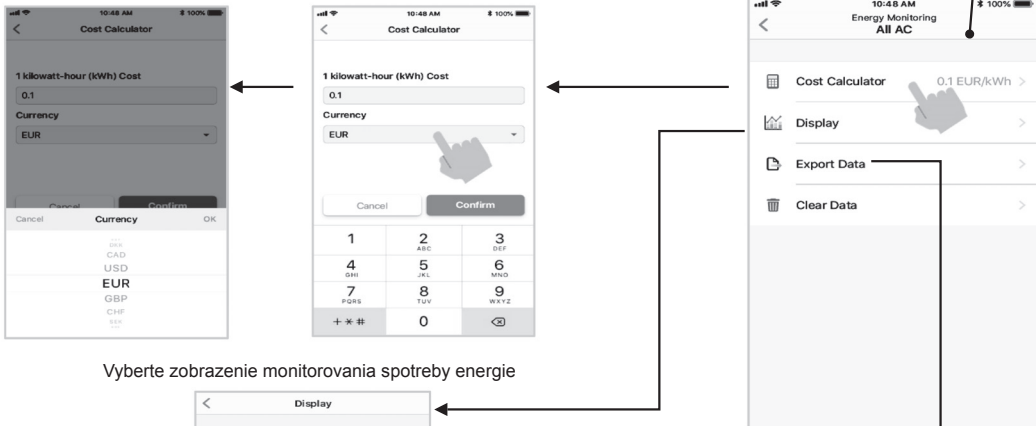 10:48 AM
100%
Cost Calculator
1 kilowatt-hour (kWh) Cost
0.1
Currency
EUR
Cancel
Confirm
Cancel Currency OK
DKK
CAD
USD
EUR
GBP
CHF
SEK
10:48 AM
100%
Cost Calculator
1 kilowatt-hour (kWh) Cost
0.1
Currency
EUR
Cancel
Confirm
1 2 3
ABC DEF
4 5 6
GHI JKL MNO
7 8 9
PQRS TUV WXYZ
+ * # 0
10:48 AM
100%
Energy Monitoring
All AC
Cost Calculator 0.1 EUR/kWh
Display
Export Data
Clear Data
Vyberte zobrazenie monitorovania spotreby energie
Display